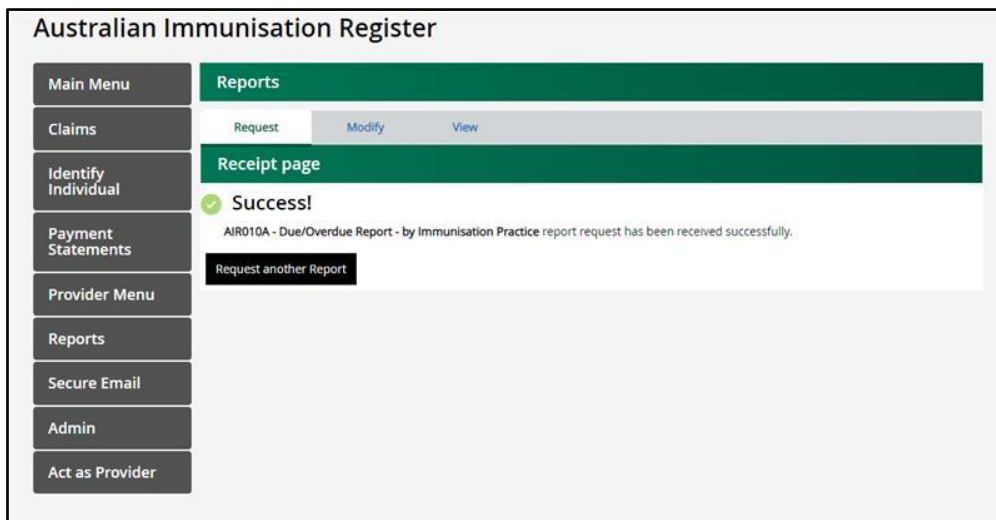 Australian Immunisation Register
Main Menu
Claims
Identify
Individual
Payment
Statements
Provider Menu
Reports
Secure Email
Admin
Act as Provider
Reports
Request Modify View
Receipt page
Success!
AIR010A - Due/Overdue Report - by Immunisation Practice report request has been received successfully.
Request another Report